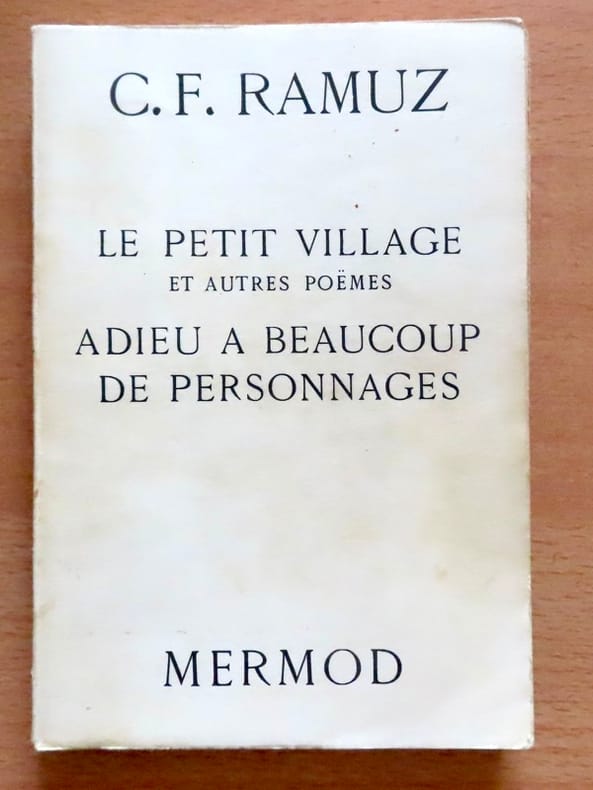 C. F. RAMUZ
LE PETIT VILLAGE
ET AUTRES POËMES
ADIEU A BEAUCOUP
DE PERSONNAGES
MERMOD